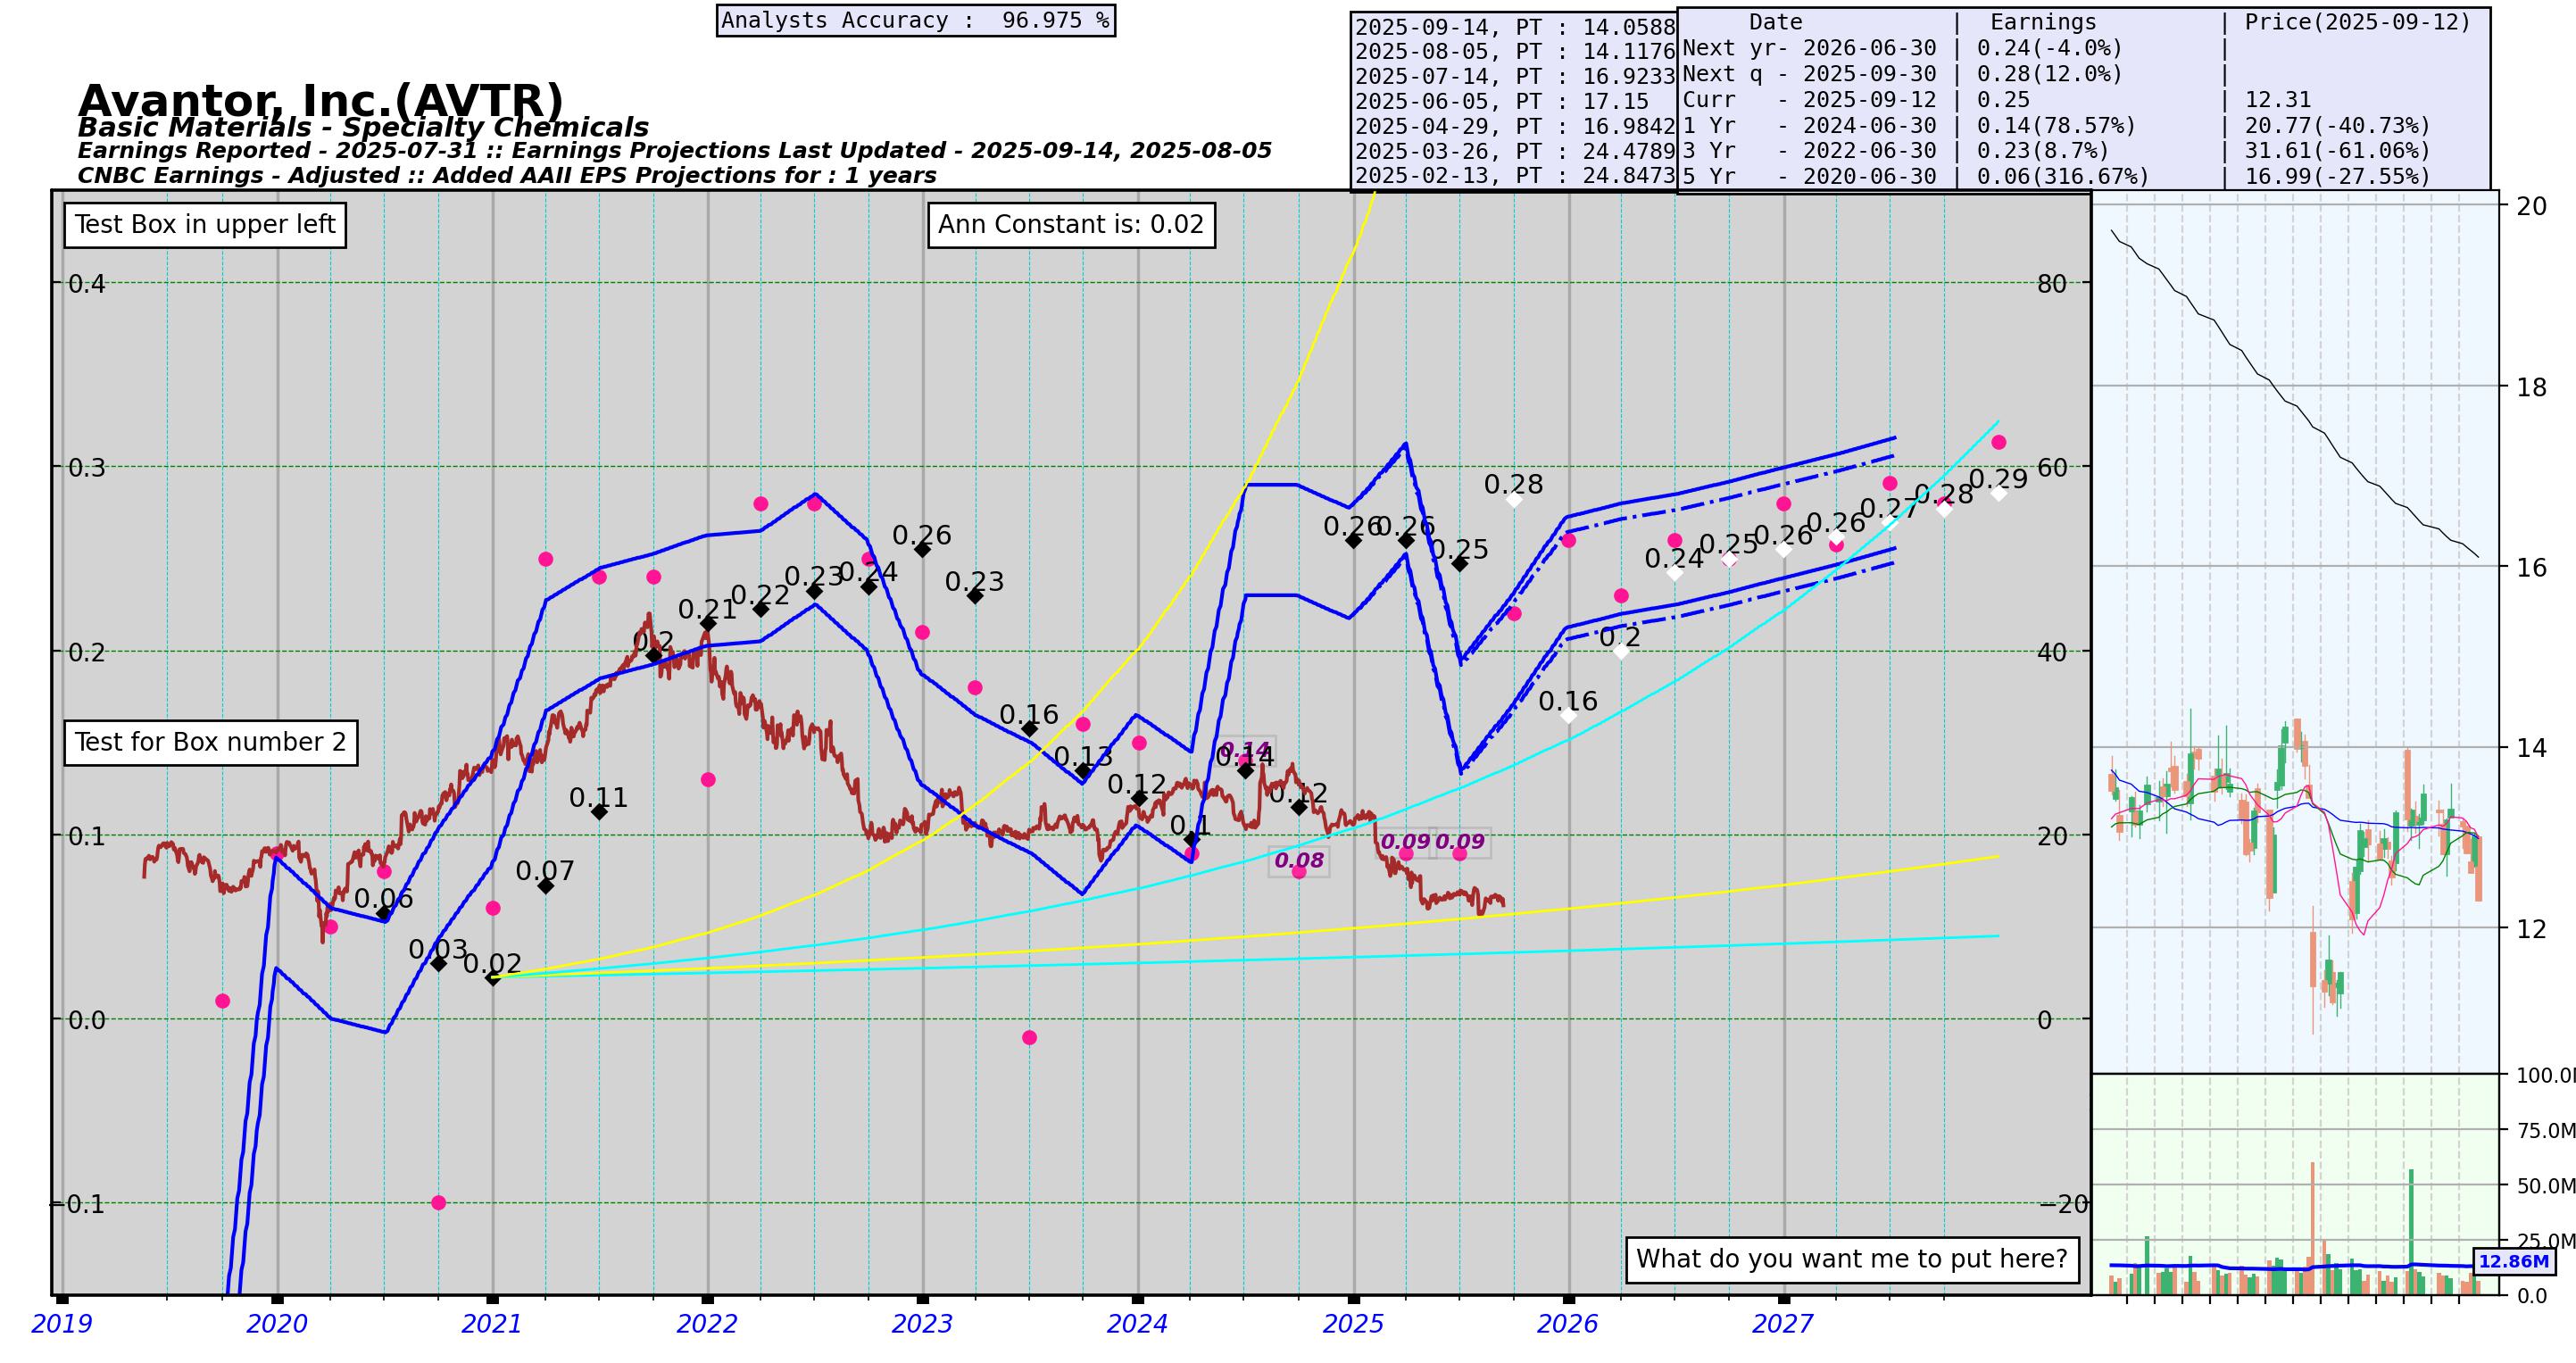 Analysts Accuracy :  96.975 %
2025-09-14, PT : 14.0588
2025-08-05, PT : 14.1176
2025-07-14, PT : 16.9233
2025-06-05, PT : 17.15
2025-04-29, PT : 16.9842
2025-03-26, PT : 24.4789
2025-02-13, PT : 24.8473
Date | Earnings | Price(2025-09-12)
Next yr- 2026-06-30 | 0.24(-4.0%) |
Next q - 2025-09-30 | 0.28(12.0%) |
Curr - 2025-09-12 | 0.25 | 12.31
1 Yr - 2024-06-30 | 0.14(78.57%) | 20.77(-40.73%)
3 Yr - 2022-06-30 | 0.23(8.7%) | 31.61(-61.06%)
5 Yr - 2020-06-30 | 0.06(316.67%) | 16.99(-27.55%)
Avantor, Inc.(AVTR)
Basic Materials - Specialty Chemicals
Earnings Reported - 2025-07-31 :: Earnings Projections Last Updated - 2025-09-14, 2025-08-05
CNBC Earnings - Adjusted :: Added AAII EPS Projections for : 1 years
Test Box in upper left
Ann Constant is: 0.02
Test for Box number 2
What do you want me to put here?
0.4
0.3
0.2
0.1
0.0
−0.1
80
60
40
20
0
−20
0.06
0.03
0.02
0.07
0.11
0.2
0.21
0.22
0.23
0.24
0.26
0.23
0.16
0.13
0.12
0.1
0.14
0.14
0.12
0.08
0.26
0.26
0.25
0.09
0.09
0.28
0.16
0.2
0.24
0.25
0.26
0.26
0.27
0.28
0.29
20
18
16
14
12
100.0
75.0M
50.0M
25.0M
12.86M
0.0
2019
2020
2021
2022
2023
2024
2025
2026
2027